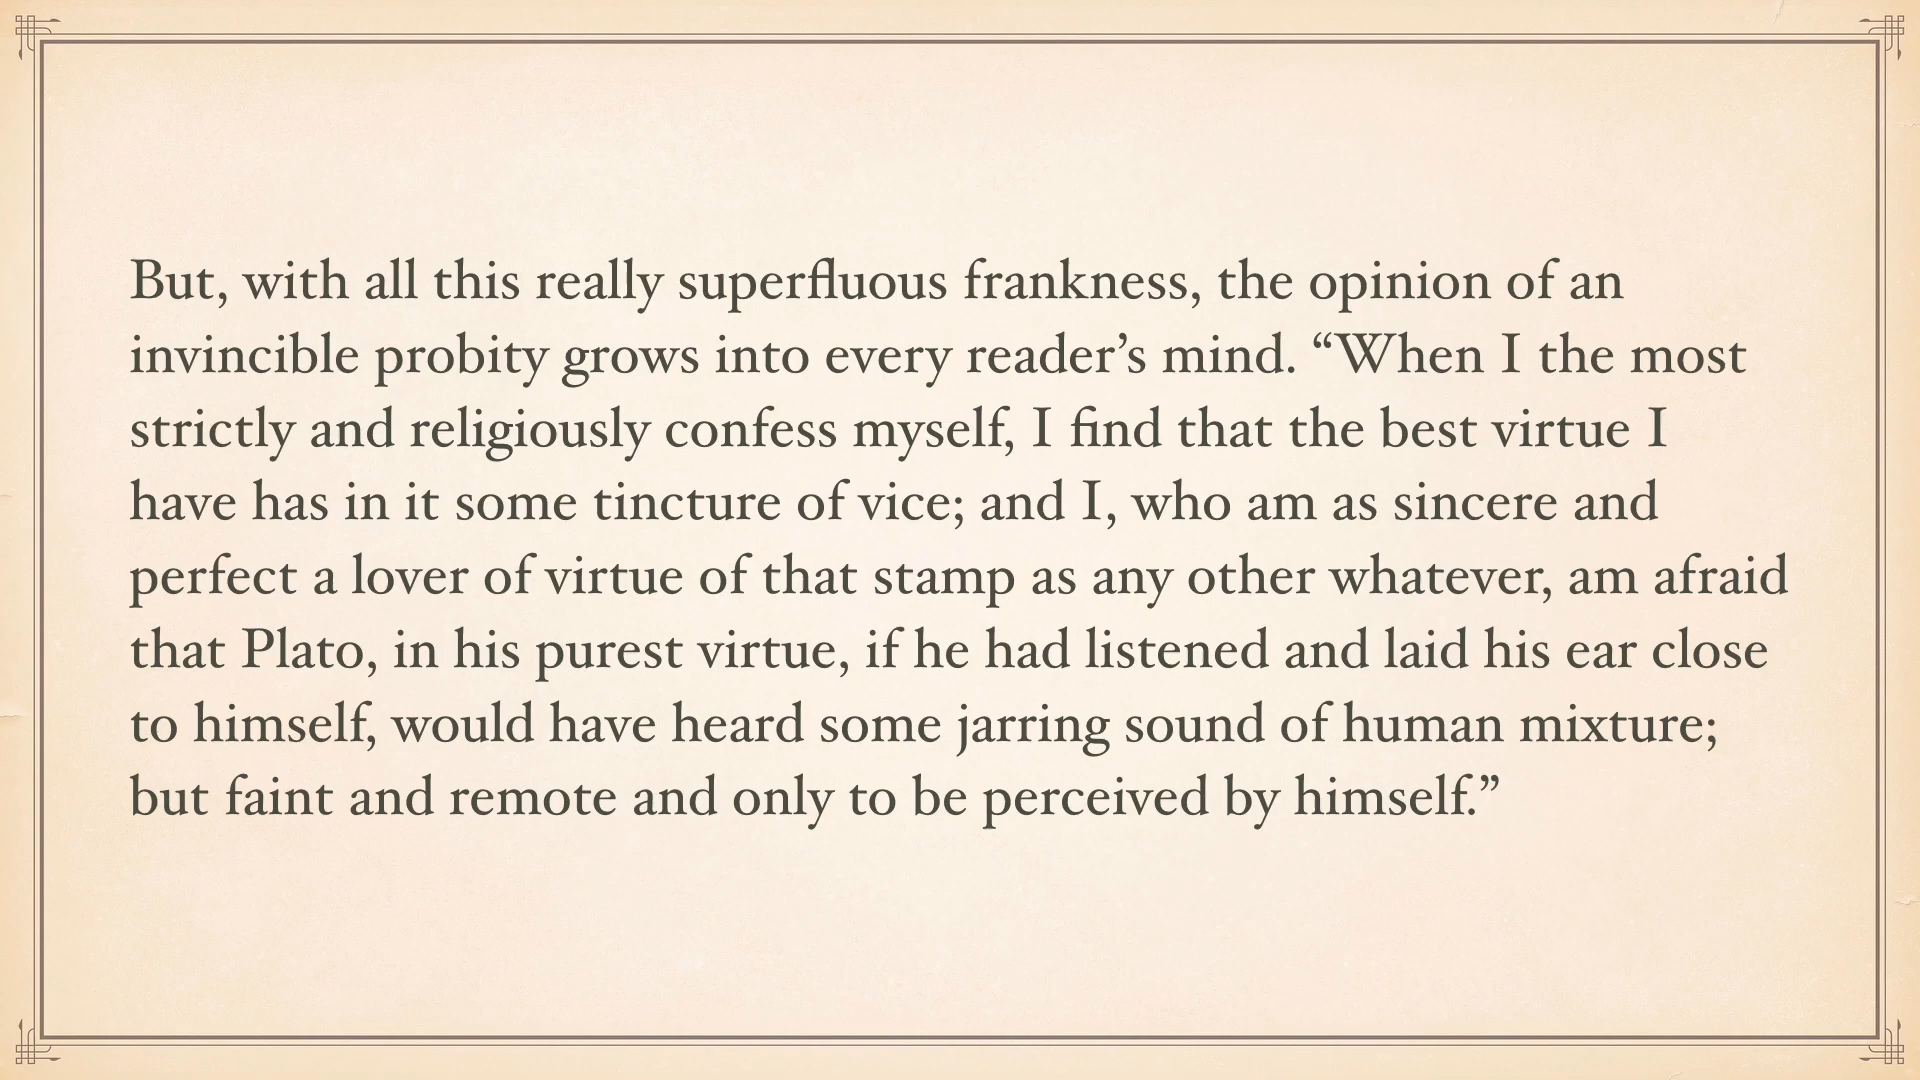 But, with all this really superfluous frankness, the opinion of an
invincible probity grows into every reader’s mind. “When I the most
strictly and religiously confess myself, I find that the best virtue I
have has in it some tincture of vice; and I, who am as sincere and
perfect a lover of virtue of that stamp as any other whatever, am afraid
that Plato, in his purest virtue, if he had listened and laid his ear close
to himself, would have heard some jarring sound of human mixture;
but faint and remote and only to be perceived by himself.”